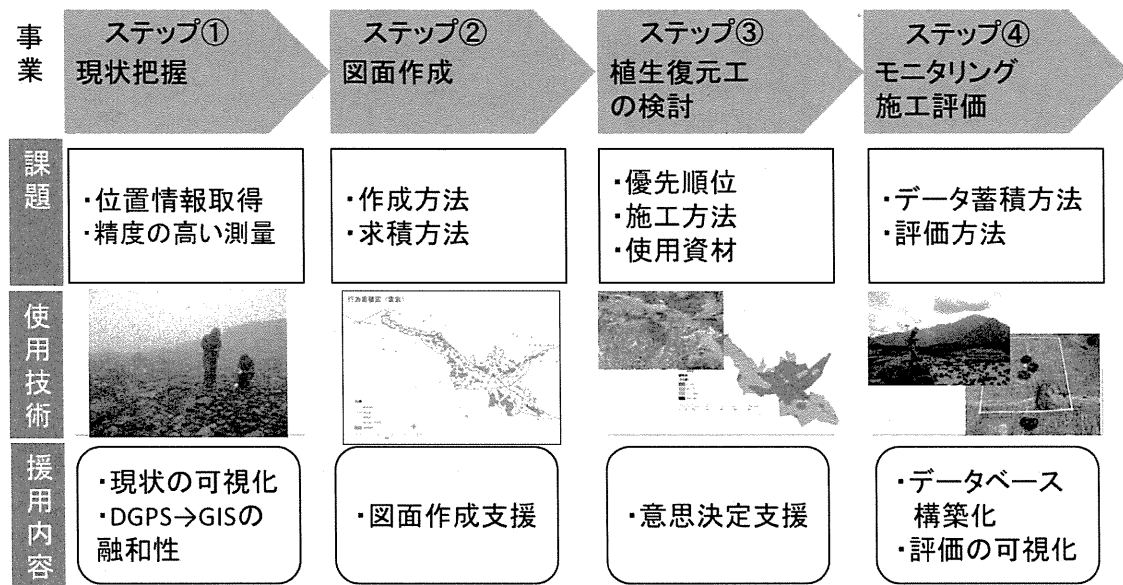 事業
ステップ①
現状把握
ステップ②
図面作成
ステップ③
植生復元工
の検討
ステップ④
モニタリング
施工評価
課題
・位置情報取得
・精度の高い測量
・作成方法
・求積方法
・優先順位
・施工方法
・使用資材
・データ蓄積方法
・評価方法
使用技術
援用内容
・現状の可視化
・DGPS→GISの
融和性
・図面作成支援
・意思決定支援
・データベース
構築化
・評価の可視化